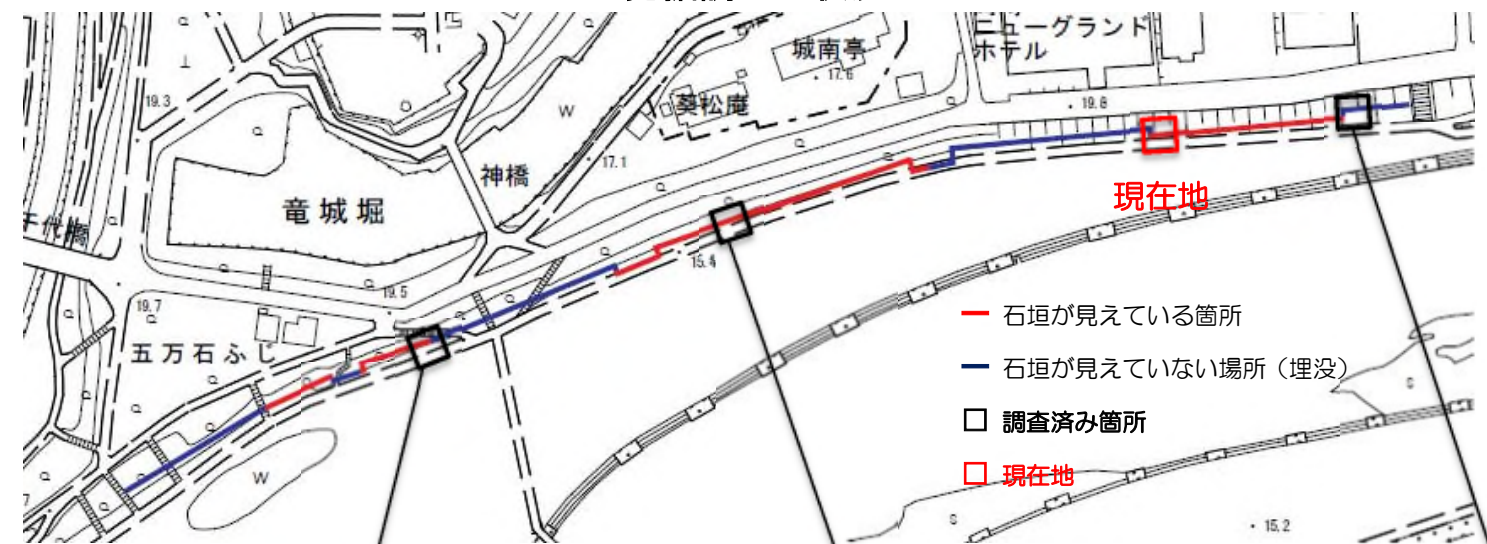 ニューグランド
ホテル
城南亭
17.6
葵松庵
19.8
19.3
W
17.1
神橋
竜城堀
現在地
千代橋
15.4
19.5
19.7
五万石ふじ
W
石垣が見えている箇所
石垣が見えていない場所（埋没）
調査済み箇所
現在地
15.2